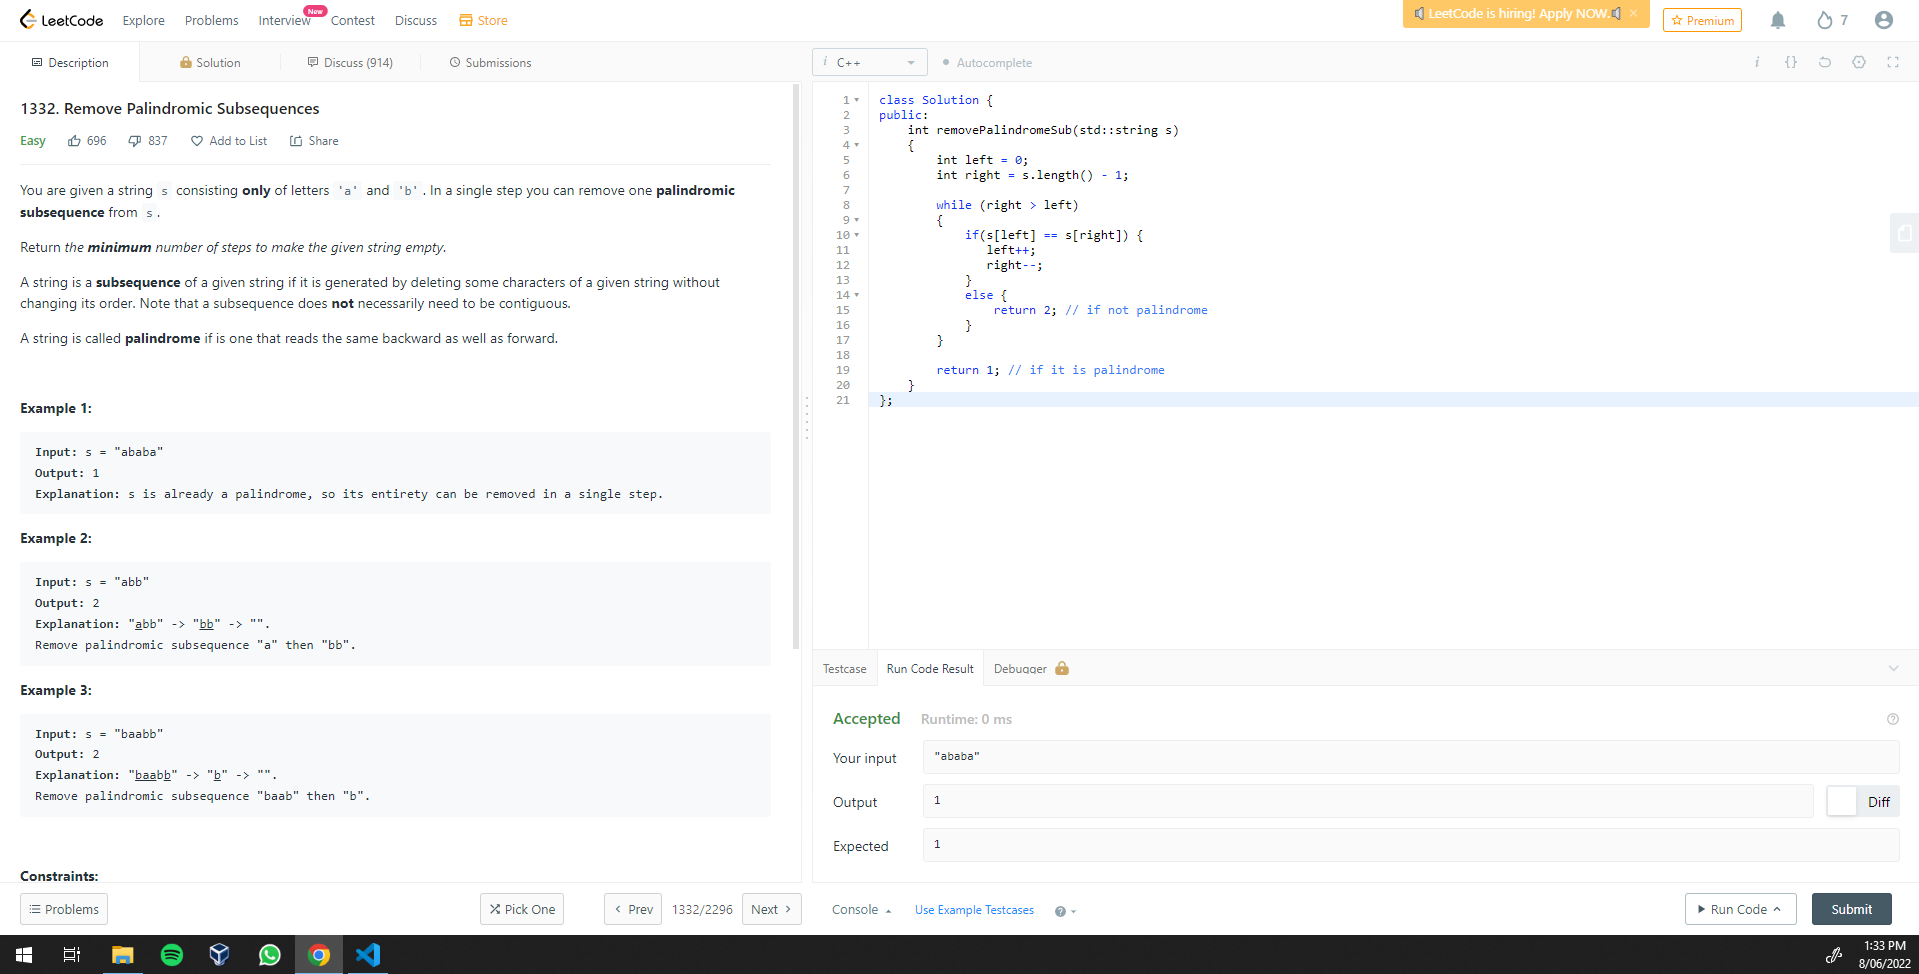 LeetCode Explore Problems Interview New Contest Discuss Store LeetCode is hiring! Apply NOW. × Premium 7
Description Solution Discuss (914) Submissions
i C++ Autocomplete i {}
1332. Remove Palindromic Subsequences
Easy 696 837 Add to List Share
You are given a string s consisting only of letters 'a' and 'b'. In a single step you can remove one palindromic
subsequence from s.
Return the minimum number of steps to make the given string empty.
A string is a subsequence of a given string if it is generated by deleting some characters of a given string without
changing its order. Note that a subsequence does not necessarily need to be contiguous.
A string is called palindrome if is one that reads the same backward as well as forward.
Example 1:
Input: s = "ababa"
Output: 1
Explanation: s is already a palindrome, so its entirety can be removed in a single step.
Example 2:
Input: s = "abb"
Output: 2
Explanation: "abb" -> "bb" -> "".
Remove palindromic subsequence "a" then "bb".
Example 3:
Input: s = "baabb"
Output: 2
Explanation: "baabb" -> "b" -> "".
Remove palindromic subsequence "baab" then "b".
Constraints:
Problems Pick One Prev 1332/2296 Next
1 class Solution {
2 public:
3 int removePalindromeSub(std::string s)
4 {
5 int left = 0;
6 int right = s.length() - 1;
7
8 while (right > left)
9 {
10 if(s[left] == s[right]) {
11 left++;
12 right--;
13 }
14 else {
15 return 2; // if not palindrome
16 }
17 }
18
19 return 1; // if it is palindrome
20 }
21 };
Testcase Run Code Result Debugger
Accepted Runtime: 0 ms
Your input "ababa"
Output 1 Diff
Expected 1
Console Use Example Testcases Run Code Submit
1:33 PM
8/06/2022